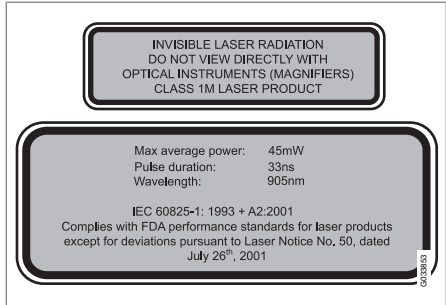 INVISIBLE LASER RADIATION
DO NOT VIEW DIRECTLY WITH
OPTICAL INSTRUMENTS (MAGNIFIERS)
CLASS 1M LASER PRODUCT
Max average power: 45mW
Pulse duration: 33ns
Wavelength: 905nm
IEC 60825-1: 1993 + A2:2001
Complies with FDA performance standards for laser products
except for deviations pursuant to Laser Notice No. 50, dated
July 26th, 2001
G033853